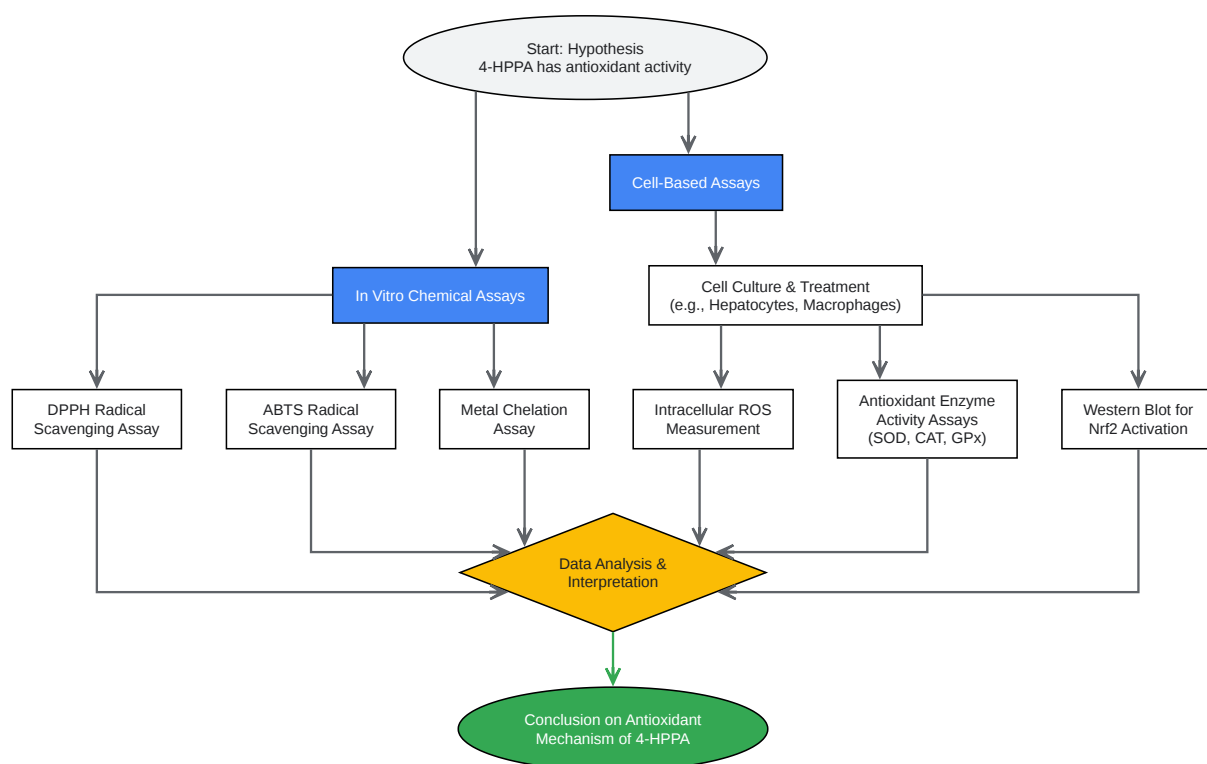 Start: Hypothesis
4-HPPA has antioxidant activity
Cell-Based Assays
In Vitro Chemical Assays
Cell Culture & Treatment
(e.g., Hepatocytes, Macrophages)
DPPH Radical
Scavenging Assay
ABTS Radical
Scavenging Assay
Metal Chelation
Assay
Intracellular ROS
Measurement
Antioxidant Enzyme
Activity Assays
(SOD, CAT, GPx)
Western Blot for
Nrf2 Activation
Data Analysis &
Interpretation
Conclusion on Antioxidant
Mechanism of 4-HPPA